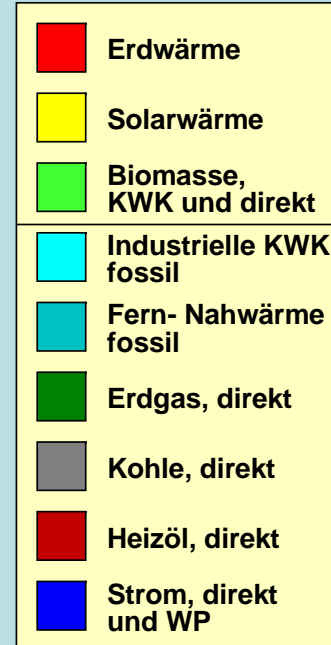 Erdwärme
Solarwärme
Biomasse,
KWK und direkt
Industrielle KWK
fossil
Fern- Nahwärme
fossil
Erdgas, direkt
Kohle, direkt
Heizöl, direkt
Strom, direkt
und WP